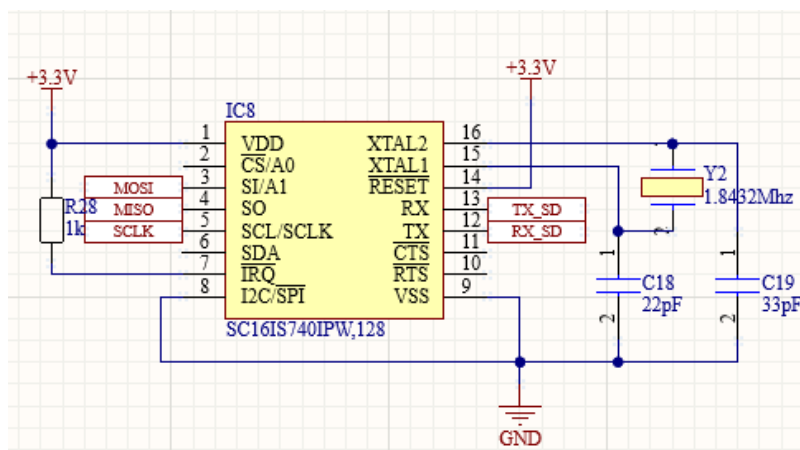 +3.3V
+3.3V
IC8
1 VDD XTAL2 16
2 CS/A0 XTAL1 15
MOSI 3 SI/A1 RESET 14
MISO 4 SO RX 13 TX_SD
SCLK 5 SCL/SCLK TX 12 RX_SD
6 SDA CTS 11
7 IRQ RTS 10
8 I2C/SPI VSS 9
SC16IS740IPW,128
R28
1k
Y2
1.8432Mhz
2
1
C18
22pF
2
1
C19
33pF
2
GND